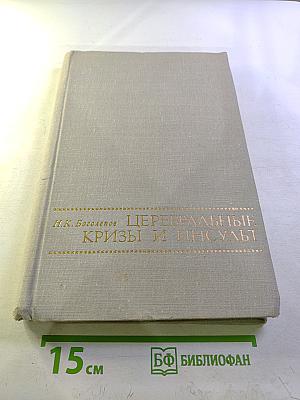 Н.К. Боголепов ЦЕРЕБРАЛЬНЫЕ
КРИЗЫ И ИНСУЛЬТ
15 см
БФ БИБЛИОФАН